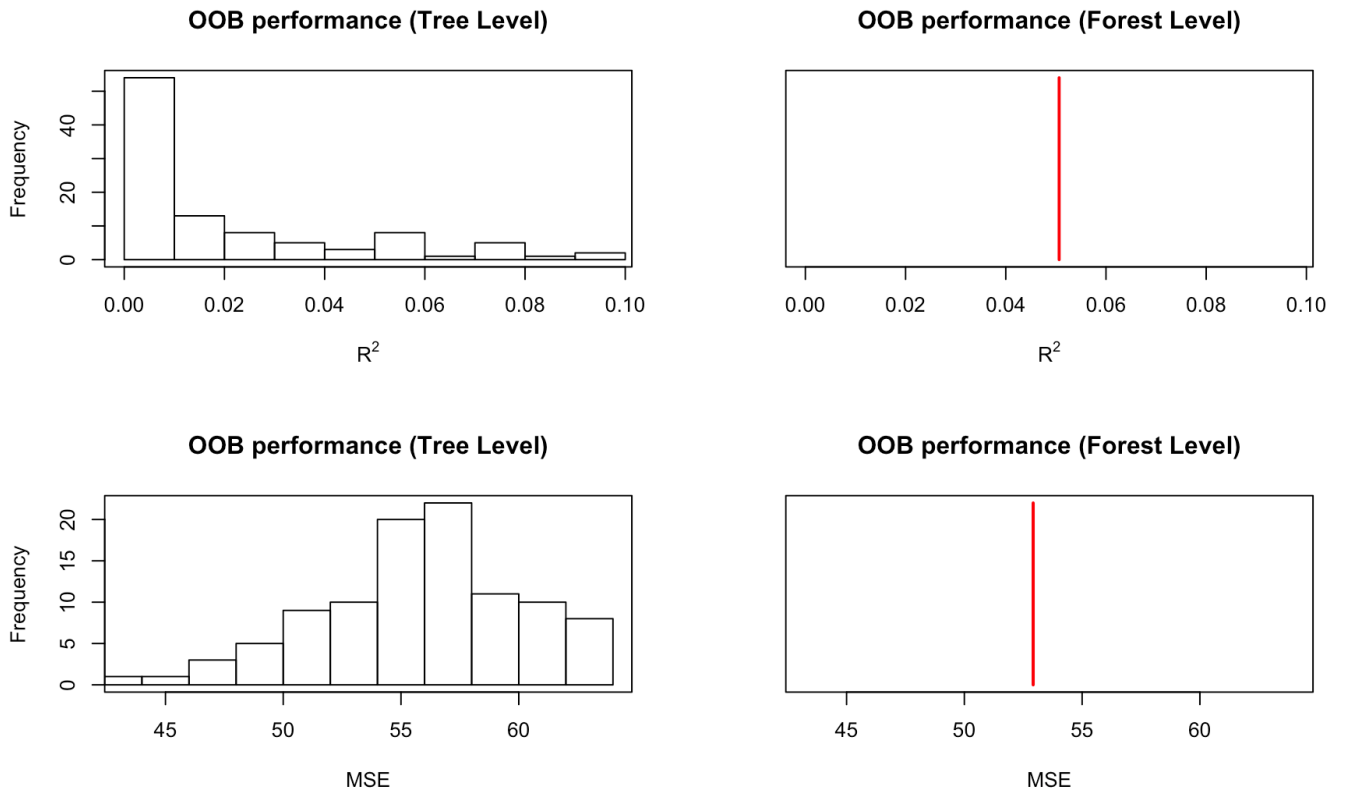 OOB performance (Tree Level)
Frequency
40
20
0
0.00 0.02 0.04 0.06 0.08 0.10
R²
OOB performance (Forest Level)
0.00 0.02 0.04 0.06 0.08 0.10
R²
OOB performance (Tree Level)
Frequency
20
15
10
5
0
45 50 55 60
MSE
OOB performance (Forest Level)
45 50 55 60
MSE